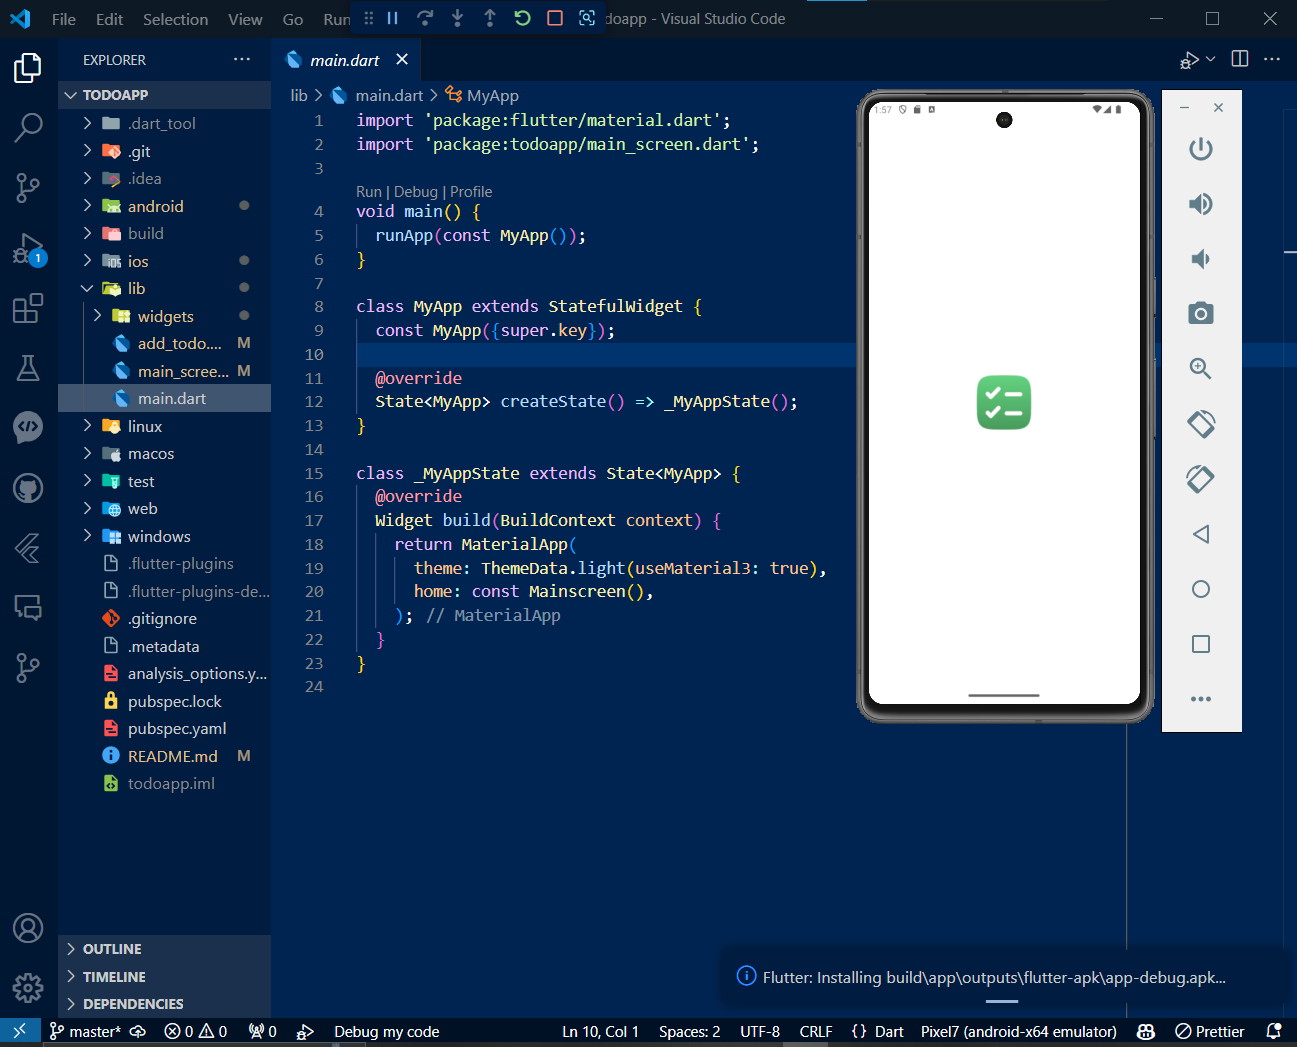 File Edit Selection View Go Run
doapp - Visual Studio Code
EXPLORER
TODOAPP
.dart_tool
.git
.idea
android
build
ios
lib
widgets
add_todo.... M
main_scree... M
main.dart
linux
macos
test
web
windows
.flutter-plugins
.flutter-plugins-de...
.gitignore
.metadata
analysis_options.y...
pubspec.lock
pubspec.yaml
README.md M
todoapp.iml
OUTLINE
TIMELINE
DEPENDENCIES
1
main.dart
lib > main.dart > MyApp
1 import 'package:flutter/material.dart';
2 import 'package:todoapp/main_screen.dart';
3
Run | Debug | Profile
4 void main() {
5 runApp(const MyApp());
6 }
7
8 class MyApp extends StatefulWidget {
9 const MyApp({super.key});
10
11 @override
12 State<MyApp> createState() => _MyAppState();
13 }
14
15 class _MyAppState extends State<MyApp> {
16 @override
17 Widget build(BuildContext context) {
18 return MaterialApp(
19 theme: ThemeData.light(useMaterial3: true),
20 home: const Mainscreen(),
21 ); // MaterialApp
22 }
23 }
24
1:57
Flutter: Installing build\app\outputs\flutter-apk\app-debug.apk...
master* 0 0 0 Debug my code Ln 10, Col 1 Spaces: 2 UTF-8 CRLF {} Dart Pixel7 (android-x64 emulator) Prettier